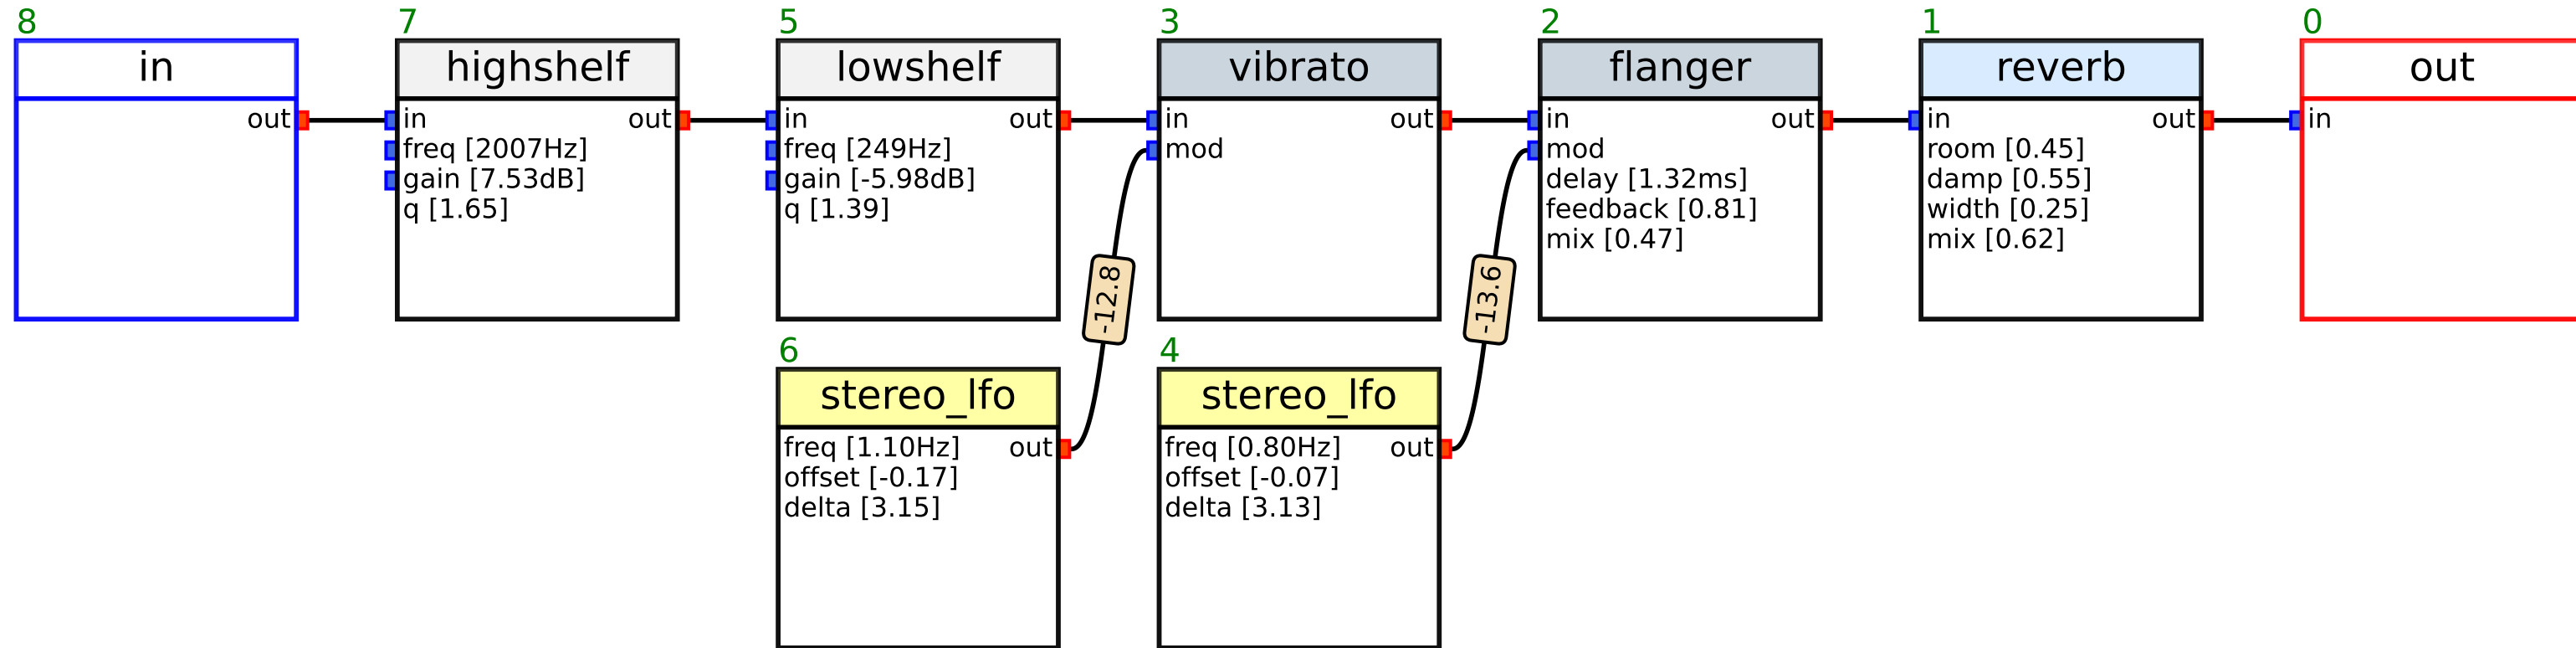 8
in
out
7
highshelf
in
out
freq [2007Hz]
gain [7.53dB]
q [1.65]
5
lowshelf
in
out
freq [249Hz]
gain [-5.98dB]
q [1.39]
3
vibrato
in
out
mod
2
flanger
in
out
mod
delay [1.32ms]
feedback [0.81]
mix [0.47]
1
reverb
in
out
room [0.45]
damp [0.55]
width [0.25]
mix [0.62]
0
out
in
-12.8
-13.6
6
stereo_lfo
freq [1.10Hz]
out
offset [-0.17]
delta [3.15]
4
stereo_lfo
freq [0.80Hz]
out
offset [-0.07]
delta [3.13]